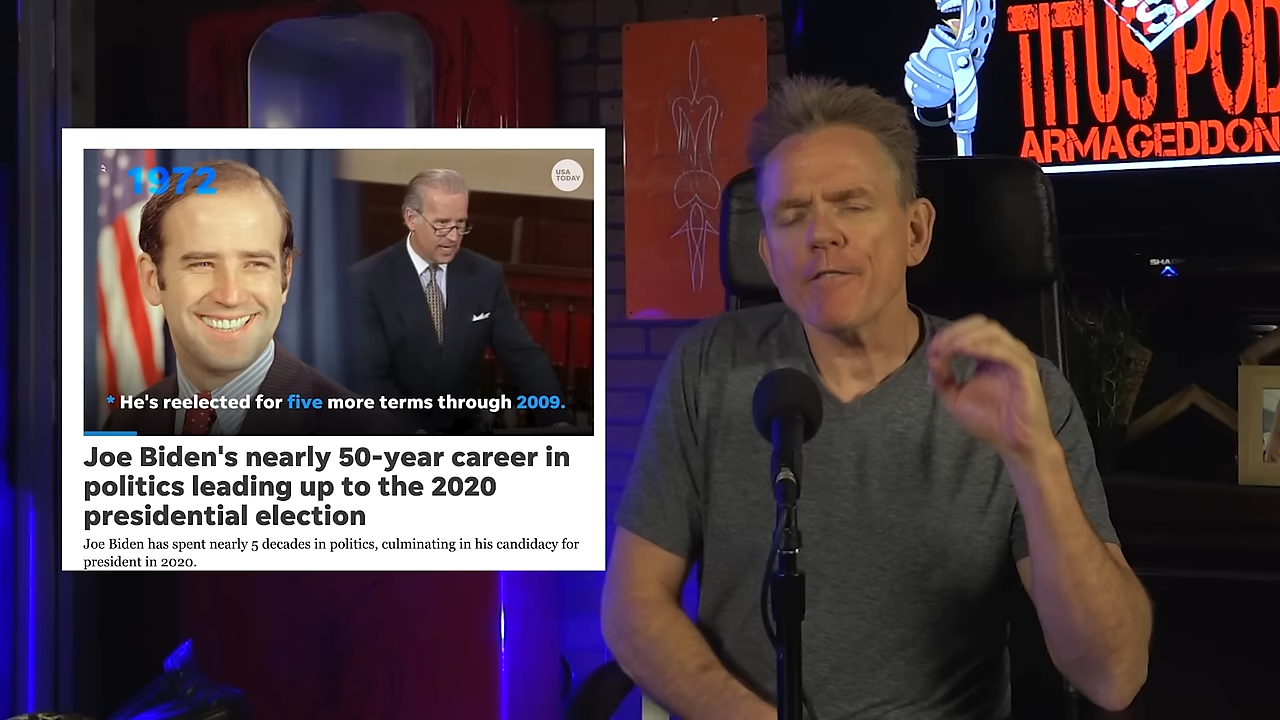 1972
USA
TODAY
* He's reelected for five more terms through 2009.
Joe Biden's nearly 50-year career in
politics leading up to the 2020
presidential election
Joe Biden has spent nearly 5 decades in politics, culminating in his candidacy for
president in 2020.
TITUS POD
ARMAGEDDON
SHARP